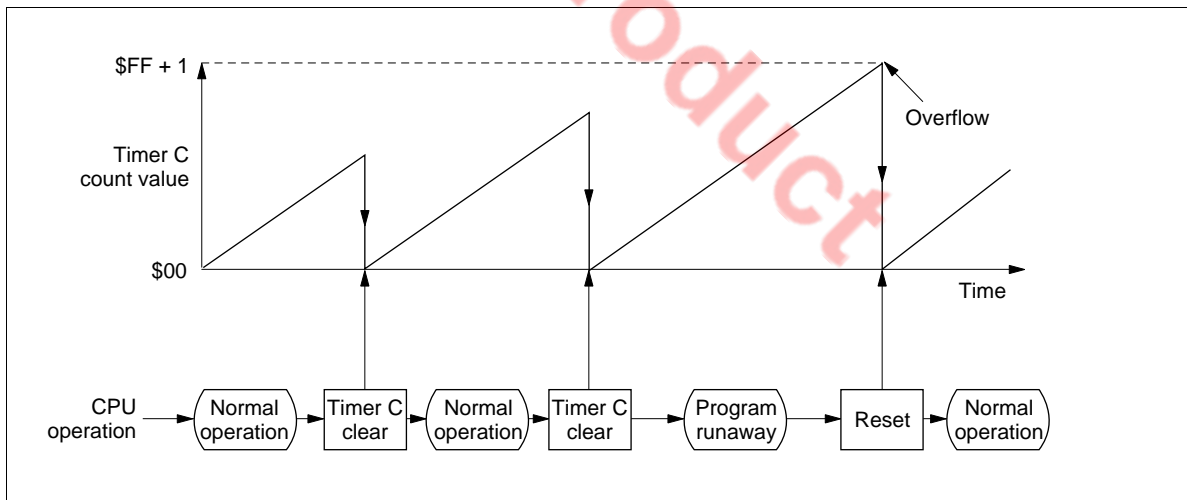 $FF + 1
Overflow
Timer C
count value
$00
Time
CPU
operation
Normal
operation
Timer C
clear
Normal
operation
Timer C
clear
Program
runaway
Reset
Normal
operation
roduct